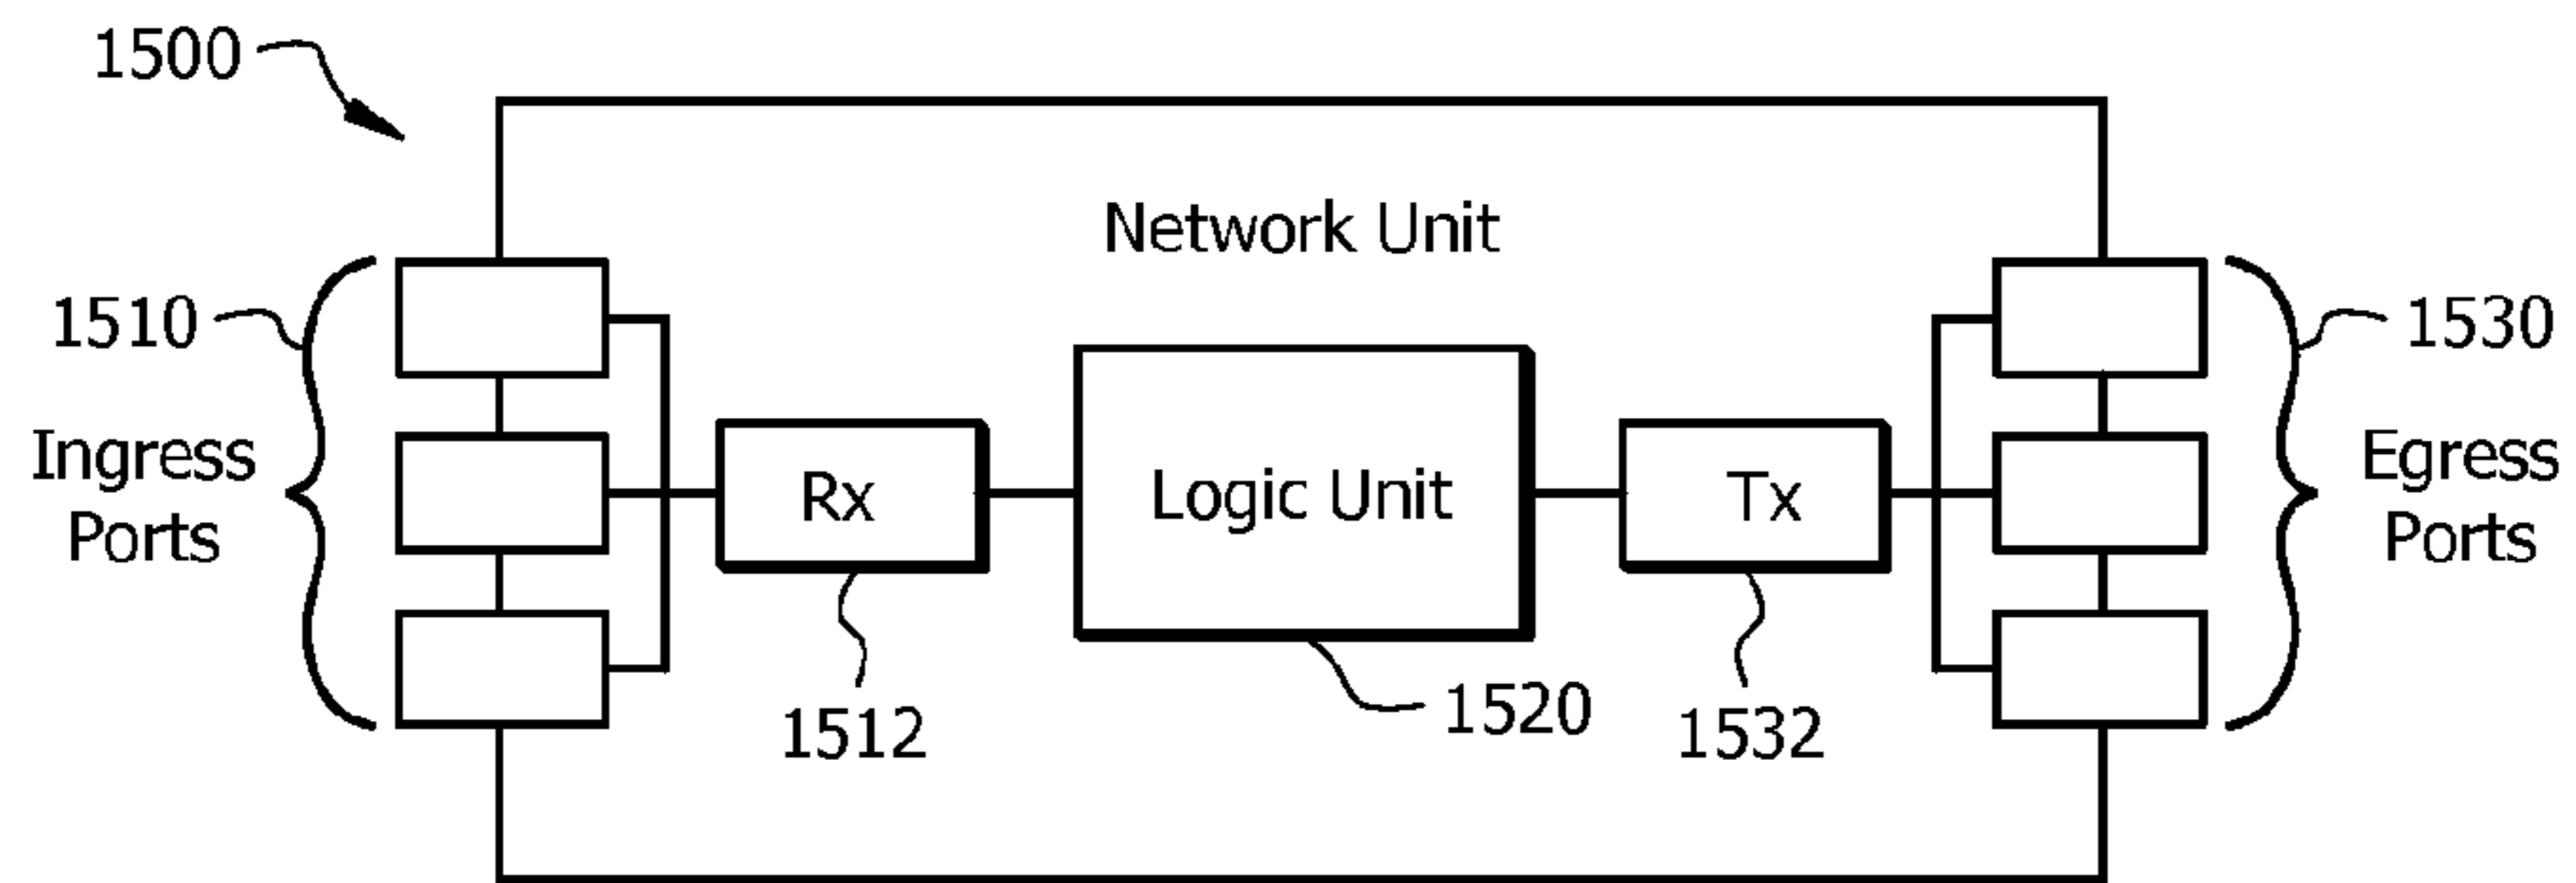 1500
Network Unit
1510
1530
Ingress
Ports
Rx
Logic Unit
Tx
Egress
Ports
1512
1520
1532